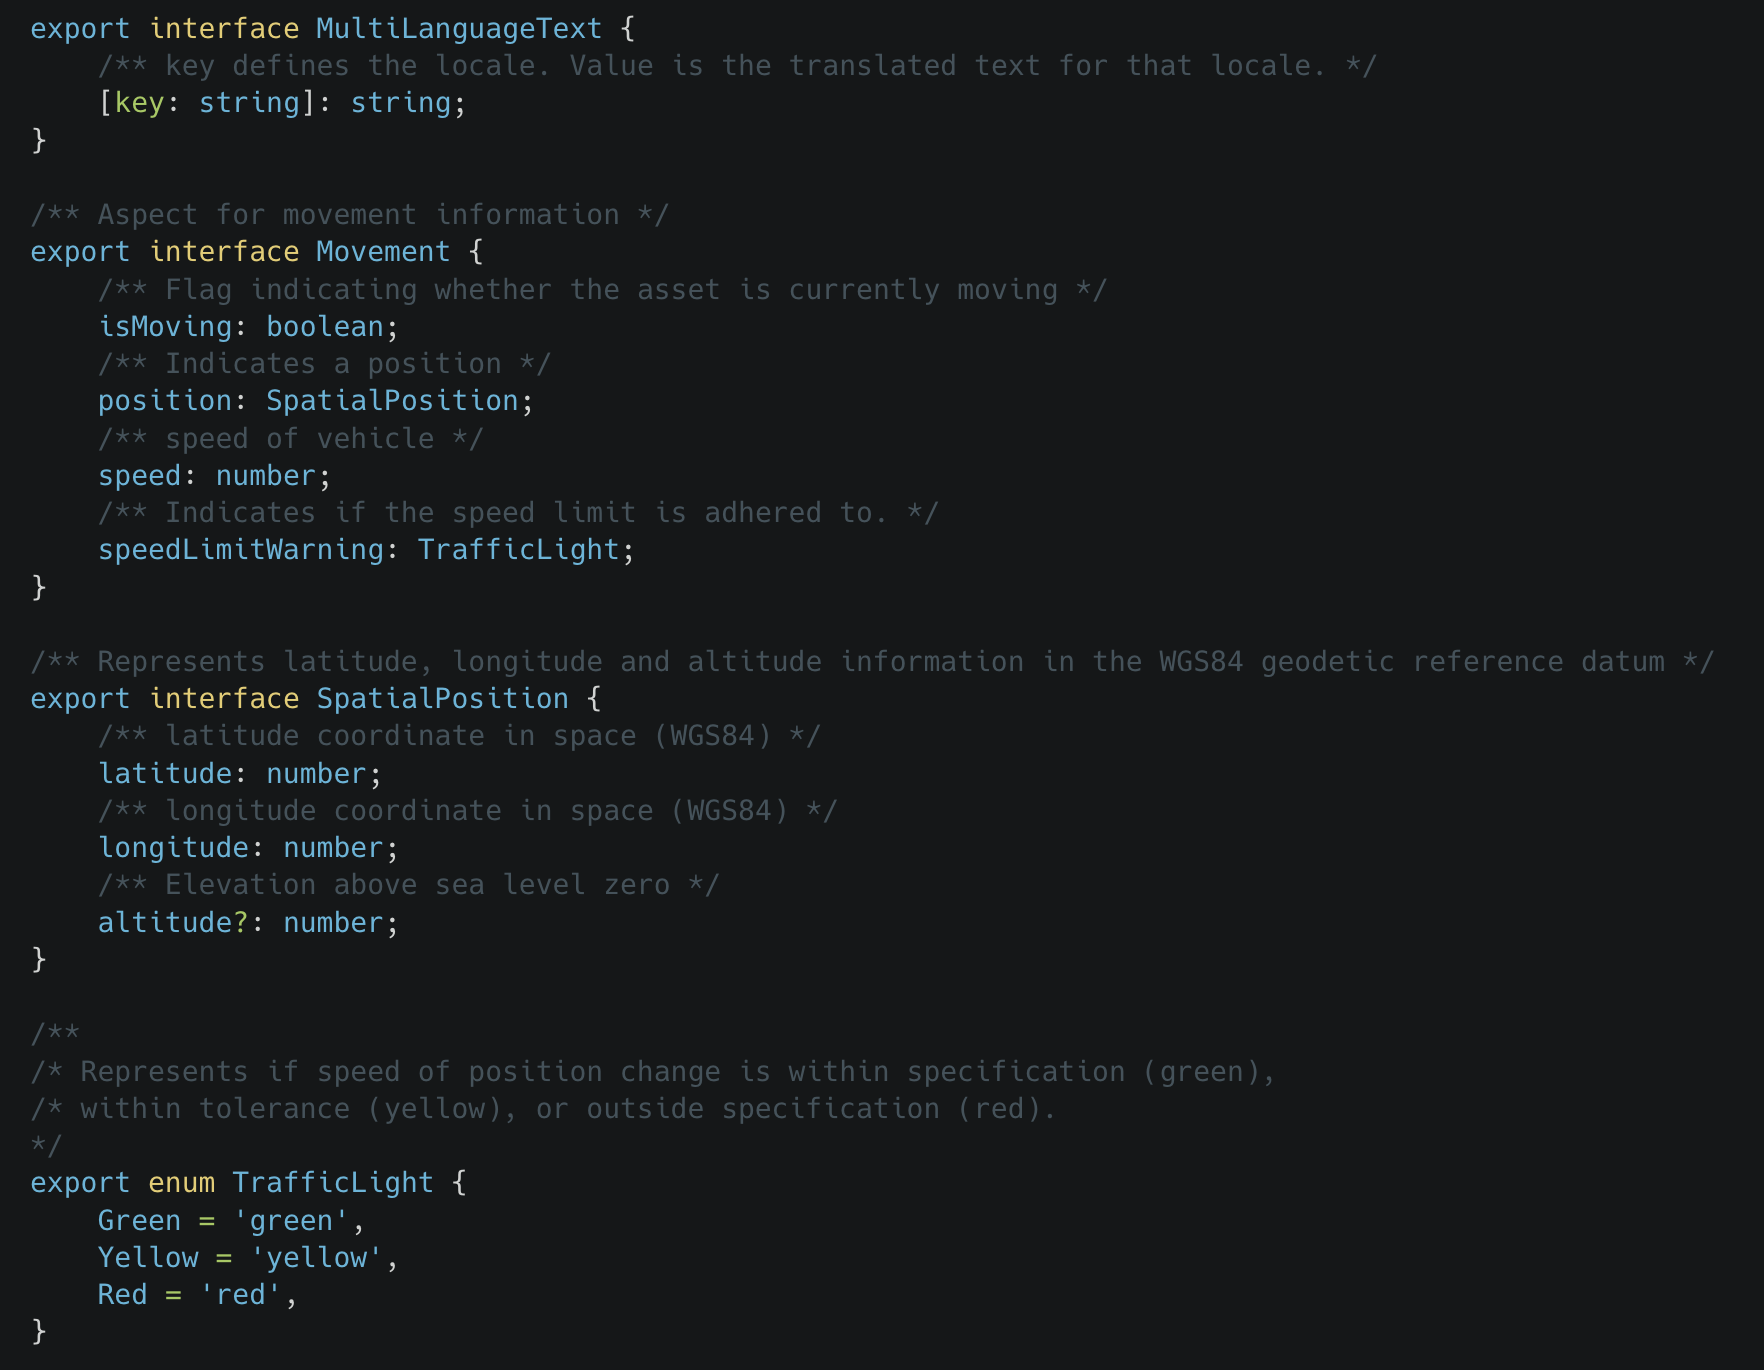 export interface MultiLanguageText {
    /** key defines the locale. Value is the translated text for that locale. */
    [key: string]: string;
}

/** Aspect for movement information */
export interface Movement {
    /** Flag indicating whether the asset is currently moving */
    isMoving: boolean;
    /** Indicates a position */
    position: SpatialPosition;
    /** speed of vehicle */
    speed: number;
    /** Indicates if the speed limit is adhered to. */
    speedLimitWarning: TrafficLight;
}

/** Represents latitude, longitude and altitude information in the WGS84 geodetic reference datum */
export interface SpatialPosition {
    /** latitude coordinate in space (WGS84) */
    latitude: number;
    /** longitude coordinate in space (WGS84) */
    longitude: number;
    /** Elevation above sea level zero */
    altitude?: number;
}

/**
/* Represents if speed of position change is within specification (green),
/* within tolerance (yellow), or outside specification (red).
*/
export enum TrafficLight {
    Green = 'green',
    Yellow = 'yellow',
    Red = 'red',
}